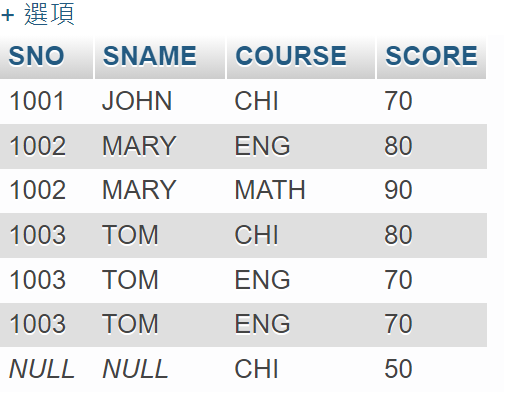 + 選項
SNO SNAME COURSE SCORE
1001 JOHN CHI 70
1002 MARY ENG 80
1002 MARY MATH 90
1003 TOM CHI 80
1003 TOM ENG 70
1003 TOM ENG 70
NULL NULL CHI 50